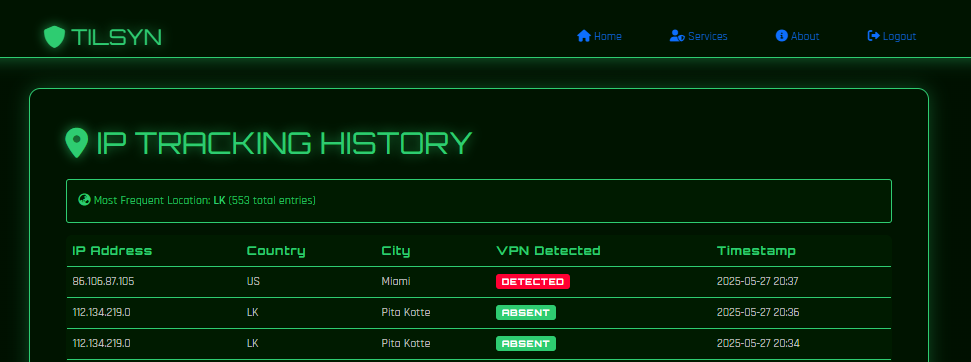 TILSYN
Home Services About Logout
IP TRACKING HISTORY
Most Frequent Location: LK (553 total entries)
IP Address Country City VPN Detected Timestamp
86.106.87.105 US Miami DETECTED 2025-05-27 20:37
112.134.219.0 LK Pita Kotte ABSENT 2025-05-27 20:36
112.134.219.0 LK Pita Kotte ABSENT 2025-05-27 20:34